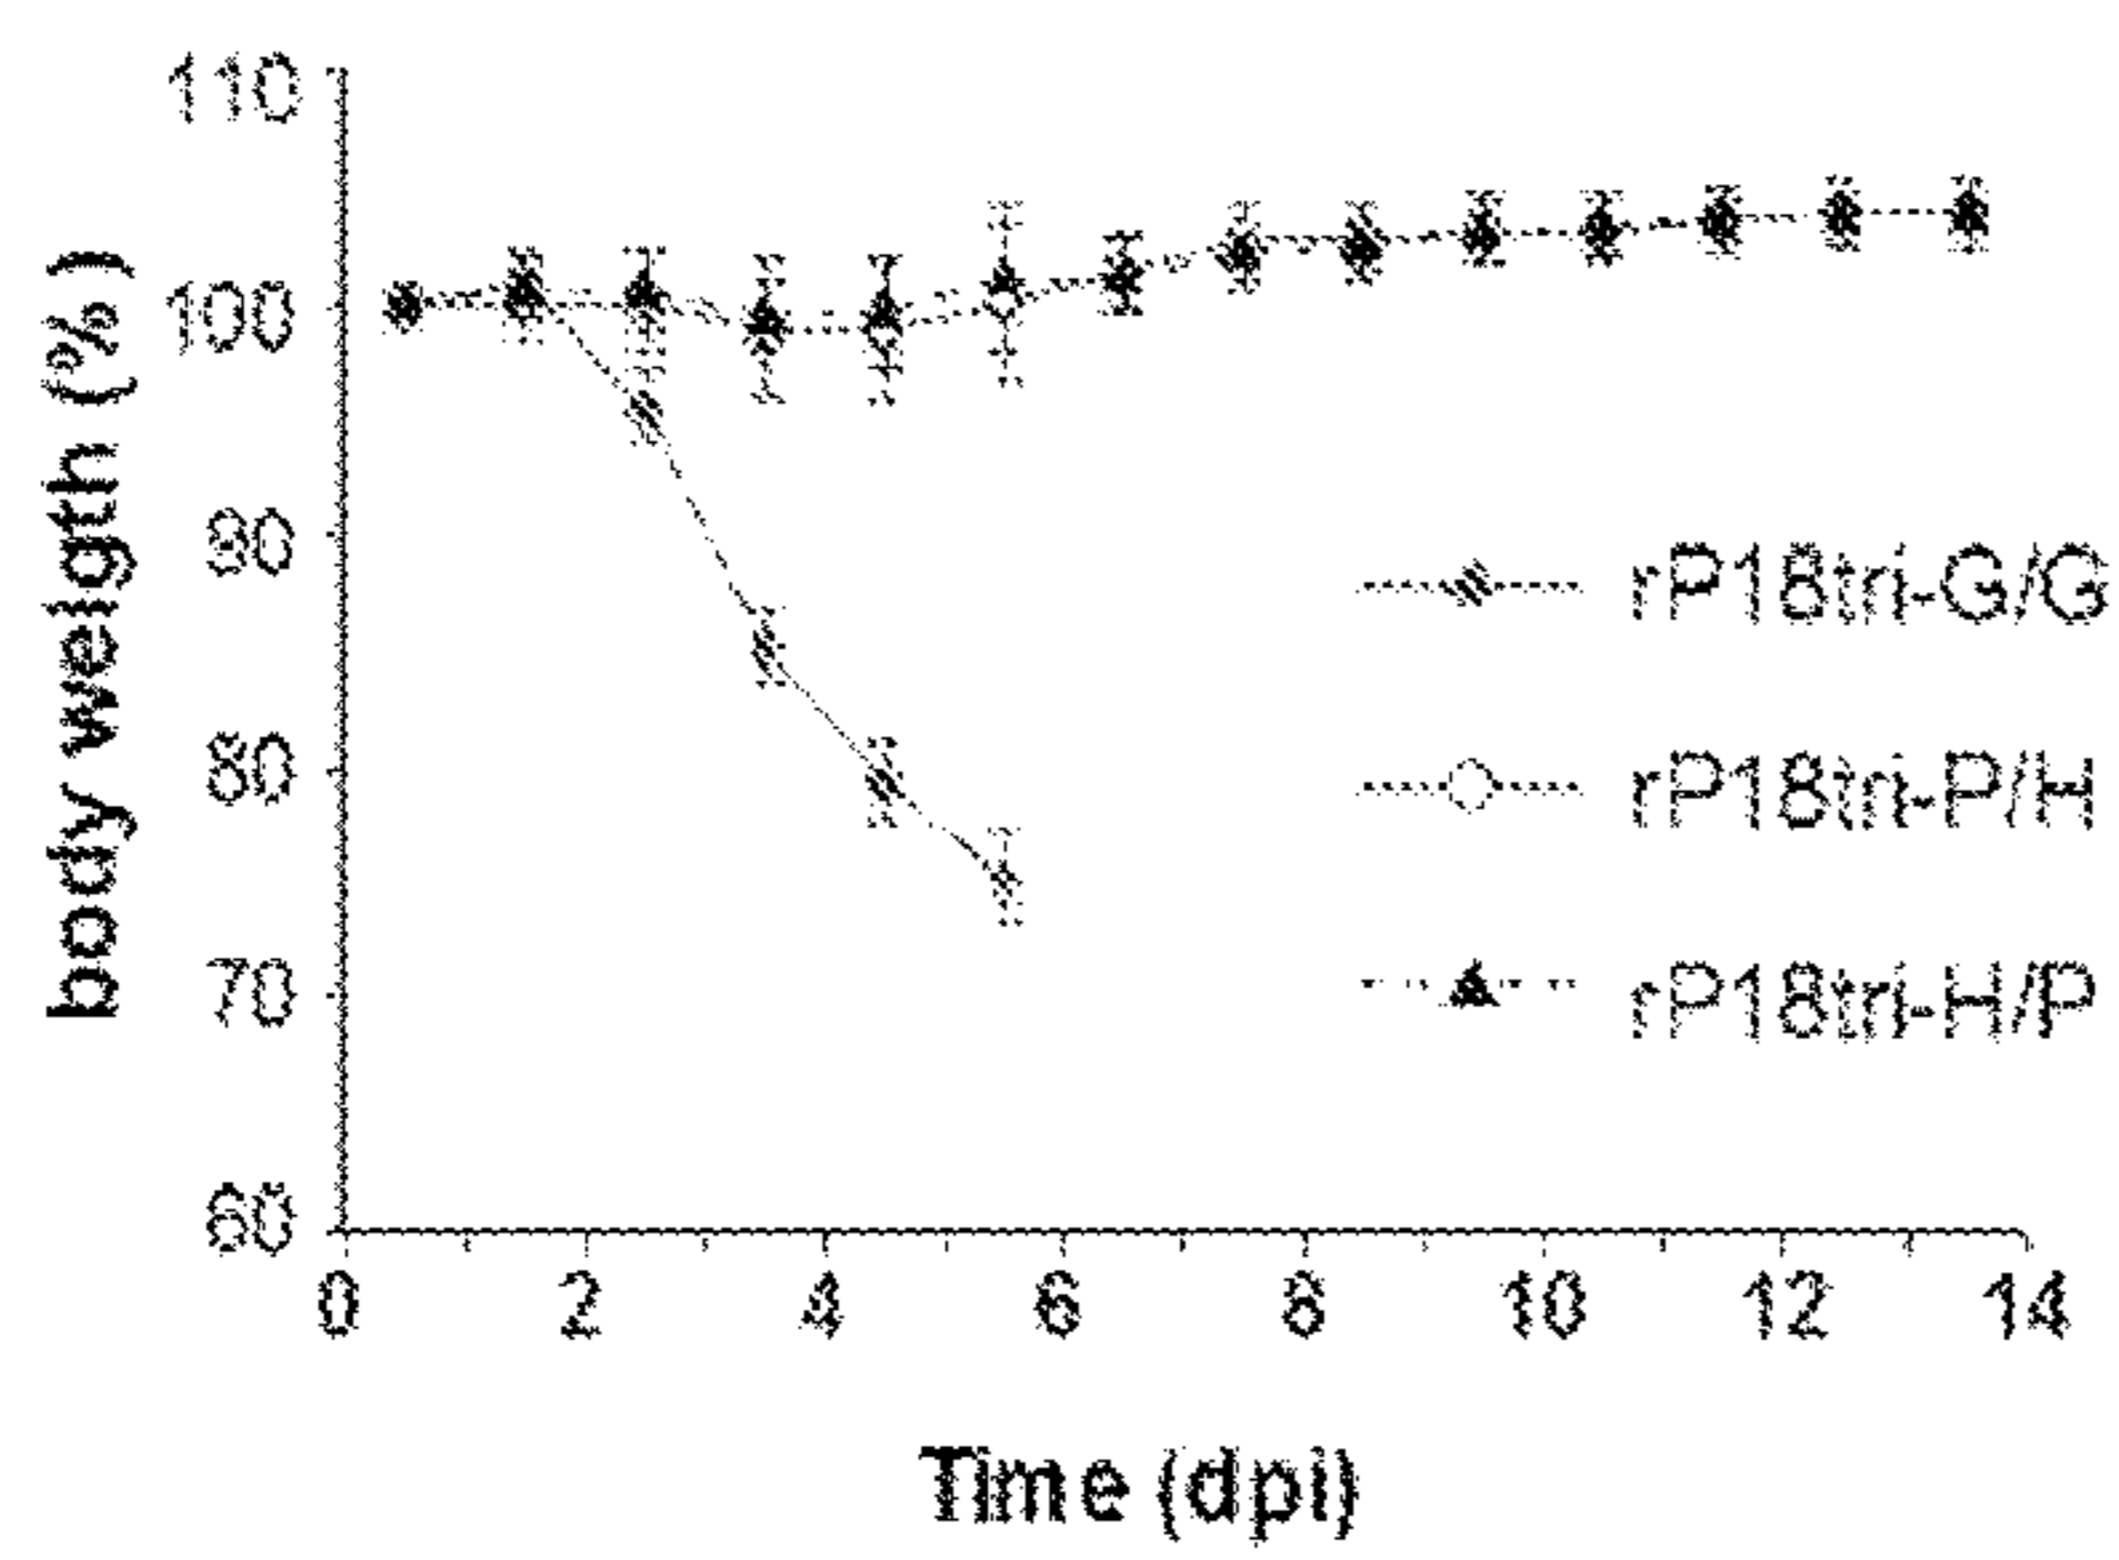 body weigth (%)
110
100
90
80
70
60
0 2 4 6 8 10 12 14
Time (dpi)
rP18tri-G/G
rP18tri-P/H
rP18tri-H/P